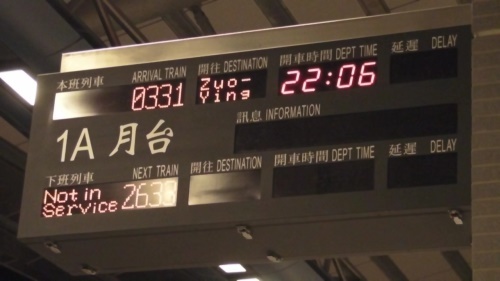 本班列車 ARRIVAL TRAIN 開往 DESTINATION 開車時間 DEPT TIME 延遲 DELAY
0331 Zuo-Ying 22:06
1A 月台 訊息 INFORMATION
下班列車 NEXT TRAIN 開往 DESTINATION 開車時間 DEPT TIME 延遲 DELAY
Not in Service